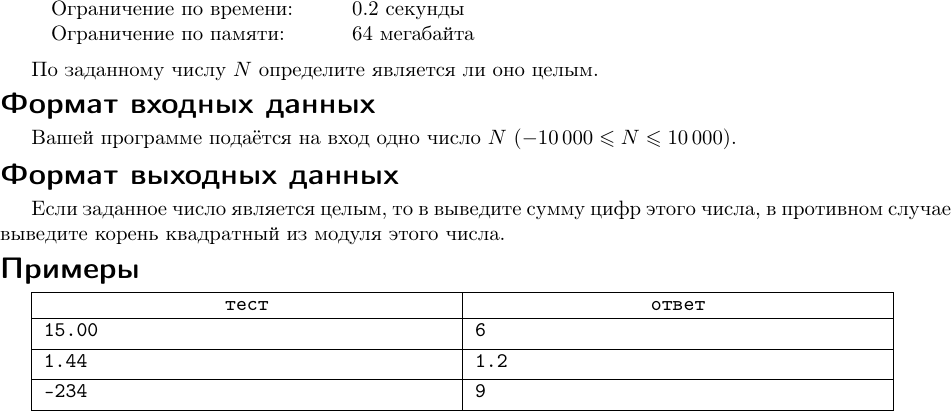 Ограничение по времени: 0.2 секунды
Ограничение по памяти: 64 мегабайта
По заданному числу N определите является ли оно целым.
Формат входных данных
Вашей программе подаётся на вход одно число N (−10 000 ⩽ N ⩽ 10 000).
Формат выходных данных
Если заданное число является целым, то в выведите сумму цифр этого числа, в противном случае
выведите корень квадратный из модуля этого числа.
Примеры
тест ответ
15.00 6
1.44 1.2
-234 9